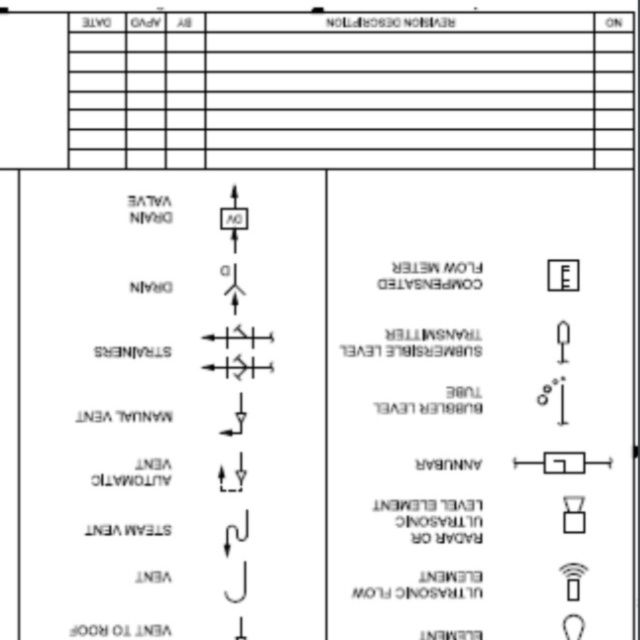 ELEMENT
ULTRASONIC FLOW
ELEMENT
RADAR OR
ULTRASONIC
LEVEL ELEMENT
ANNUBAR
BUBBLER LEVEL
TUBE
SUBMERSIBLE LEVEL
TRANSMITTER
COMPENSATED
FLOW METER
VENT TO ROOF
VENT
STEAM VENT
AUTOMATIC
VENT
MANUAL VENT
STRAINERS
D
DRAIN
DV
DRAIN
VALVE
NO REVISION DESCRIPTION BY APVD DATE